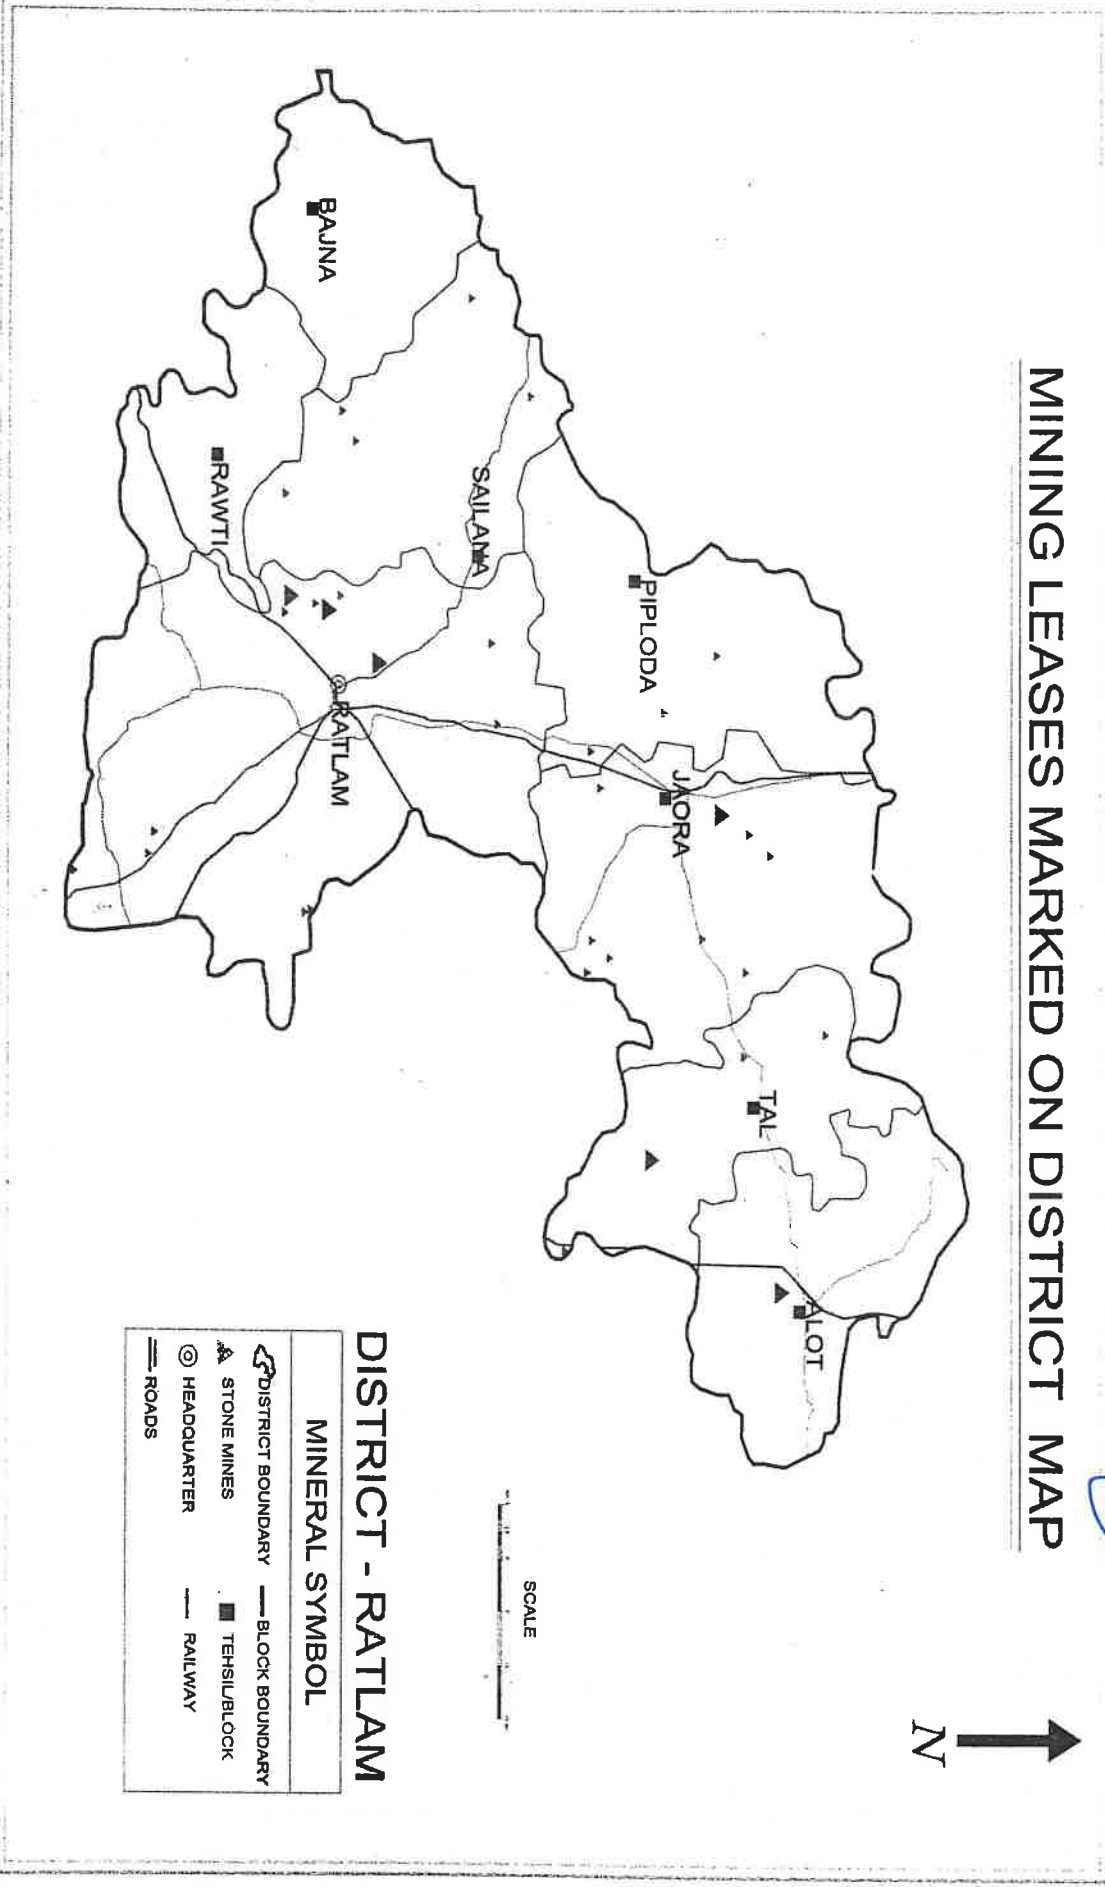 MINING LEASES MARKED ON DISTRICT MAP
N
PIPLODA
JAORA
TAL
ALOT
BAJNA
SAILANA
RAWTI
RATLAM
SCALE
DISTRICT - RATLAM
MINERAL SYMBOL
DISTRICT BOUNDARY
BLOCK BOUNDARY
STONE MINES
TEHSIL/BLOCK
HEADQUARTER
RAILWAY
ROADS